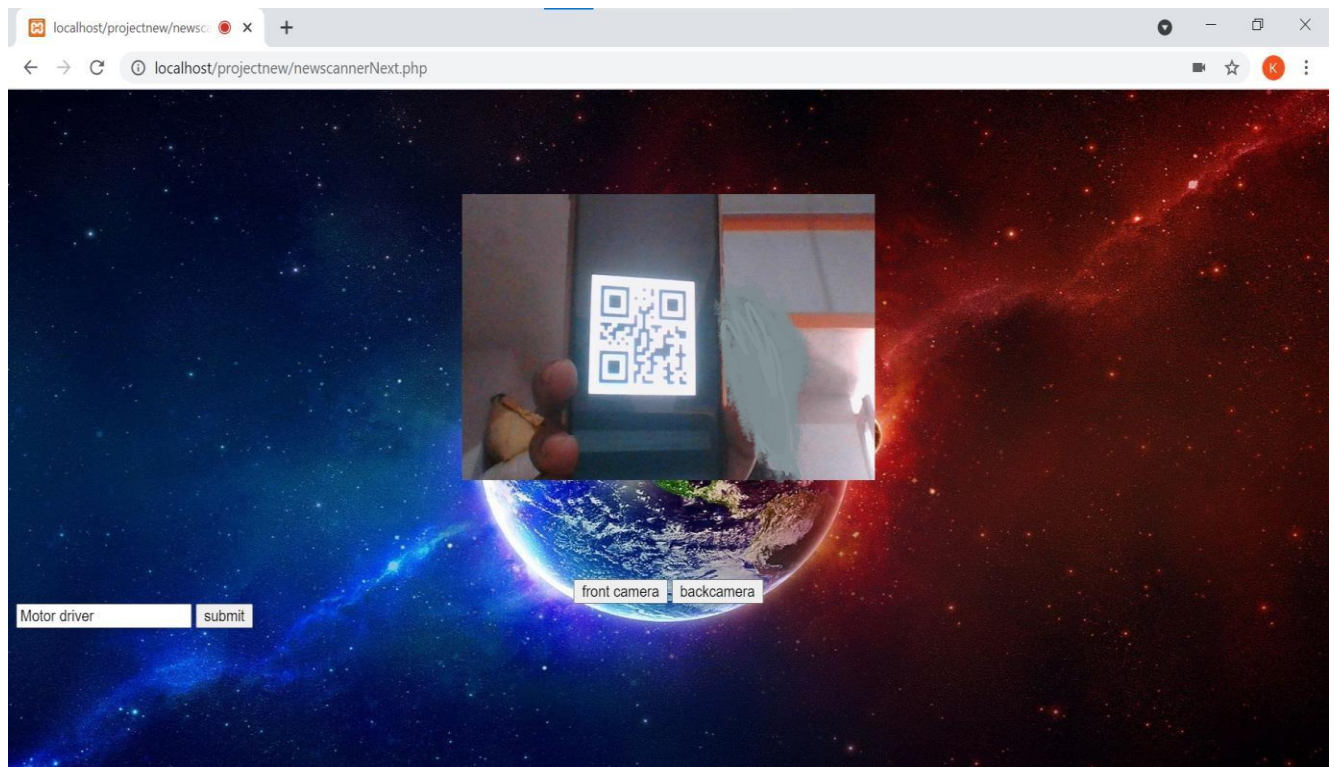 localhost/projectnew/newsc
localhost/projectnew/newscannerNext.php
K
front camera backcamera
Motor driver submit